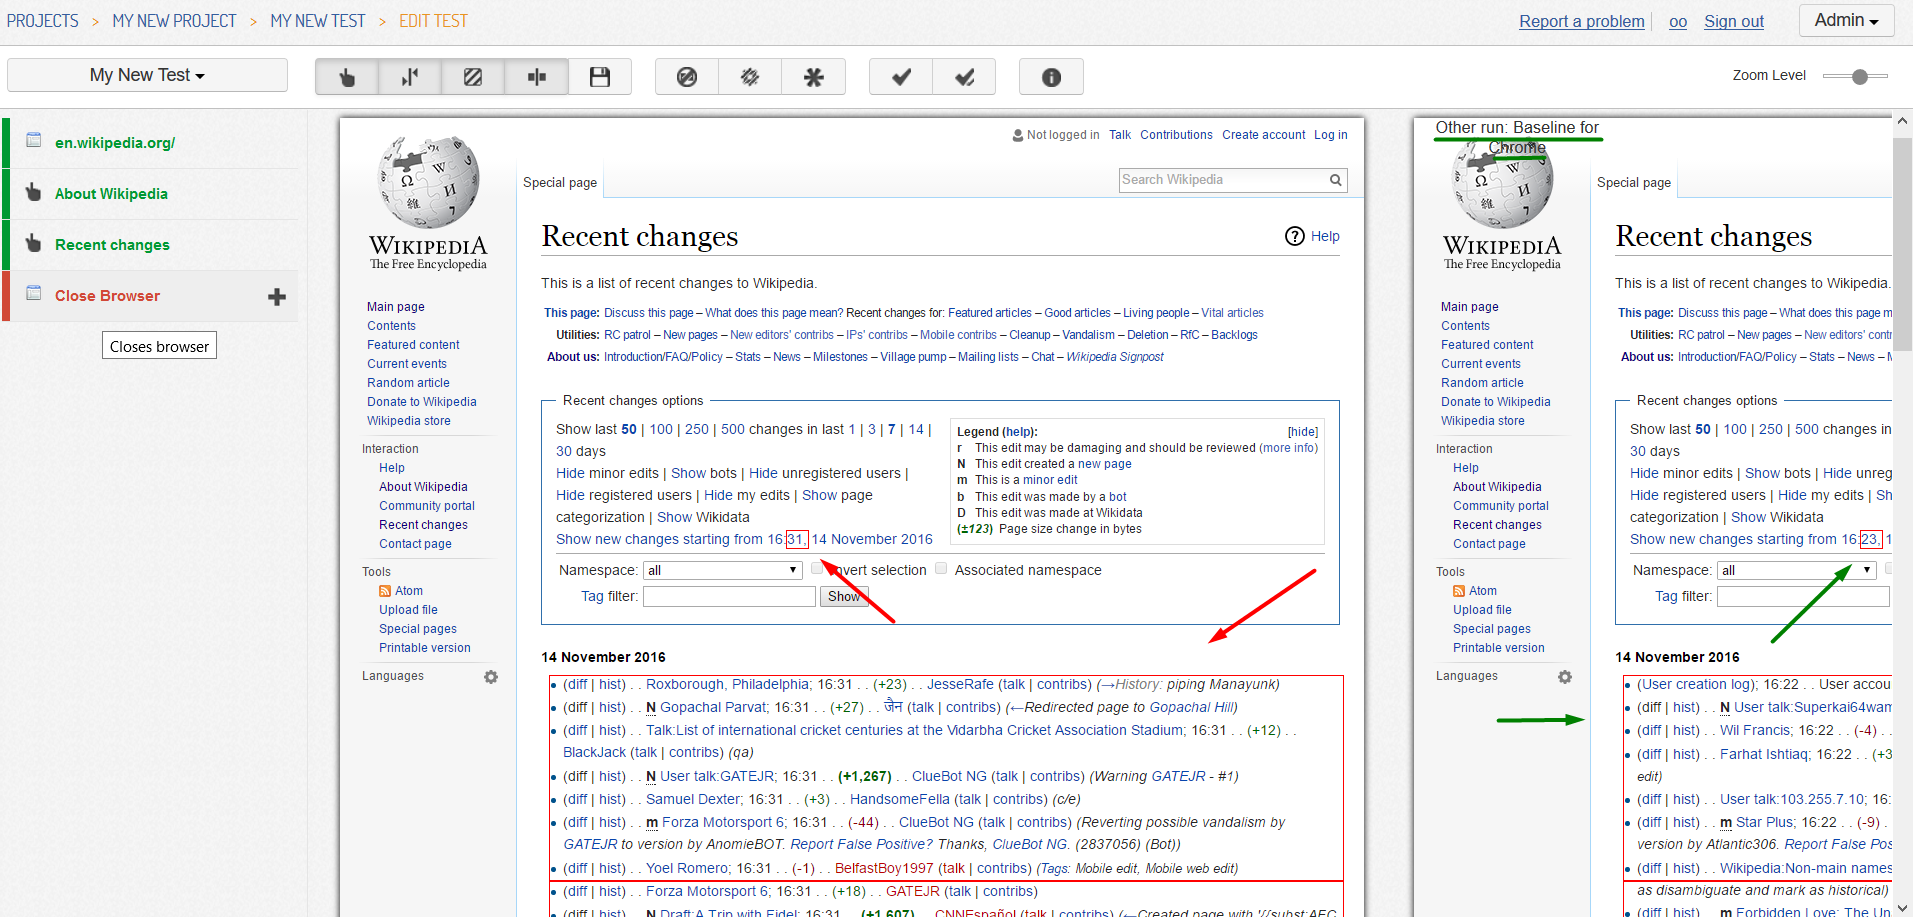 PROJECTS > MY NEW PROJECT > MY NEW TEST > EDIT TEST
Report a problem | oo Sign out Admin
My New Test
Zoom Level
en.wikipedia.org/
About Wikipedia
Recent changes
Close Browser
Closes browser
Not logged in Talk Contributions Create account Log in
Special page
Search Wikipedia
WIKIPEDIA
The Free Encyclopedia
Main page
Contents
Featured content
Current events
Random article
Donate to Wikipedia
Wikipedia store
Interaction
Help
About Wikipedia
Community portal
Recent changes
Contact page
Tools
Atom
Upload file
Special pages
Printable version
Languages
Recent changes
Help
This is a list of recent changes to Wikipedia.
This page: Discuss this page – What does this page mean? Recent changes for: Featured articles – Good articles – Living people – Vital articles
Utilities: RC patrol – New pages – New editors' contribs – IPs' contribs – Mobile contribs – Cleanup – Vandalism – Deletion – RfC – Backlogs
About us: Introduction/FAQ/Policy – Stats – News – Milestones – Village pump – Mailing lists – Chat – Wikipedia Signpost
Recent changes options
Show last 50 | 100 | 250 | 500 changes in last 1 | 3 | 7 | 14 |
30 days
Hide minor edits | Show bots | Hide unregistered users |
Hide registered users | Hide my edits | Show page
categorization | Show Wikidata
Show new changes starting from 16:31, 14 November 2016
Legend (help): [hide]
r This edit may be damaging and should be reviewed (more info)
N This edit created a new page
m This is a minor edit
b This edit was made by a bot
D This edit was made at Wikidata
(±123) Page size change in bytes
Namespace: all Invert selection Associated namespace
Tag filter: Show
14 November 2016
(diff | hist) . . Roxborough, Philadelphia; 16:31 . . (+23) . . JesseRafe (talk | contribs) (→History: piping Manayunk)
(diff | hist) . . N Gopachal Parvat; 16:31 . . (+27) . . जैन (talk | contribs) (←Redirected page to Gopachal Hill)
(diff | hist) . . Talk:List of international cricket centuries at the Vidarbha Cricket Association Stadium; 16:31 . . (+12) . .
BlackJack (talk | contribs) (qa)
(diff | hist) . . N User talk:GATEJR; 16:31 . . (+1,267) . . ClueBot NG (talk | contribs) (Warning GATEJR - #1)
(diff | hist) . . Samuel Dexter; 16:31 . . (+3) . . HandsomeFella (talk | contribs) (c/e)
(diff | hist) . . m Forza Motorsport 6; 16:31 . . (-44) . . ClueBot NG (talk | contribs) (Reverting possible vandalism by
GATEJR to version by AnomieBOT. Report False Positive? Thanks, ClueBot NG. (2837056) (Bot))
(diff | hist) . . Yoel Romero; 16:31 . . (-1) . . BelfastBoy1997 (talk | contribs) (Tags: Mobile edit, Mobile web edit)
(diff | hist) . . Forza Motorsport 6; 16:31 . . (+18) . . GATEJR (talk | contribs)
(diff | hist) . . N Draft:A Trip with Fidel; 16:31 . . (+1,607) . . CNNEspañol (talk | contribs) (←Created page with '{{subst:AFC
Other run: Baseline for
Chrome
Special page
WIKIPEDIA
The Free Encyclopedia
Main page
Contents
Featured content
Current events
Random article
Donate to Wikipedia
Wikipedia store
Interaction
Help
About Wikipedia
Community portal
Recent changes
Contact page
Tools
Atom
Upload file
Special pages
Printable version
Languages
Recent changes
This is a list of recent changes to Wikipedia.
This page: Discuss this page – What does this page m
Utilities: RC patrol – New pages – New editors' contri
About us: Introduction/FAQ/Policy – Stats – News – M
Recent changes options
Show last 50 | 100 | 250 | 500 changes in
30 days
Hide minor edits | Show bots | Hide unreg
Hide registered users | Hide my edits | Sh
categorization | Show Wikidata
Show new changes starting from 16:23, 1
Namespace: all
Tag filter:
14 November 2016
(User creation log); 16:22 . . User accou
(diff | hist) . . N User talk:Superkai64wam
(diff | hist) . . Wil Francis; 16:22 . . (-4) . .
(diff | hist) . . Farhat Ishtiaq; 16:22 . . (+3
edit)
(diff | hist) . . User talk:103.255.7.10; 16:
(diff | hist) . . m Star Plus; 16:22 . . (-9) . .
version by Atlantic306. Report False Pos
(diff | hist) . . Wikipedia:Non-main names
as disambiguate and mark as historical)
(diff | hist) . . m Forbidden Love: The Un